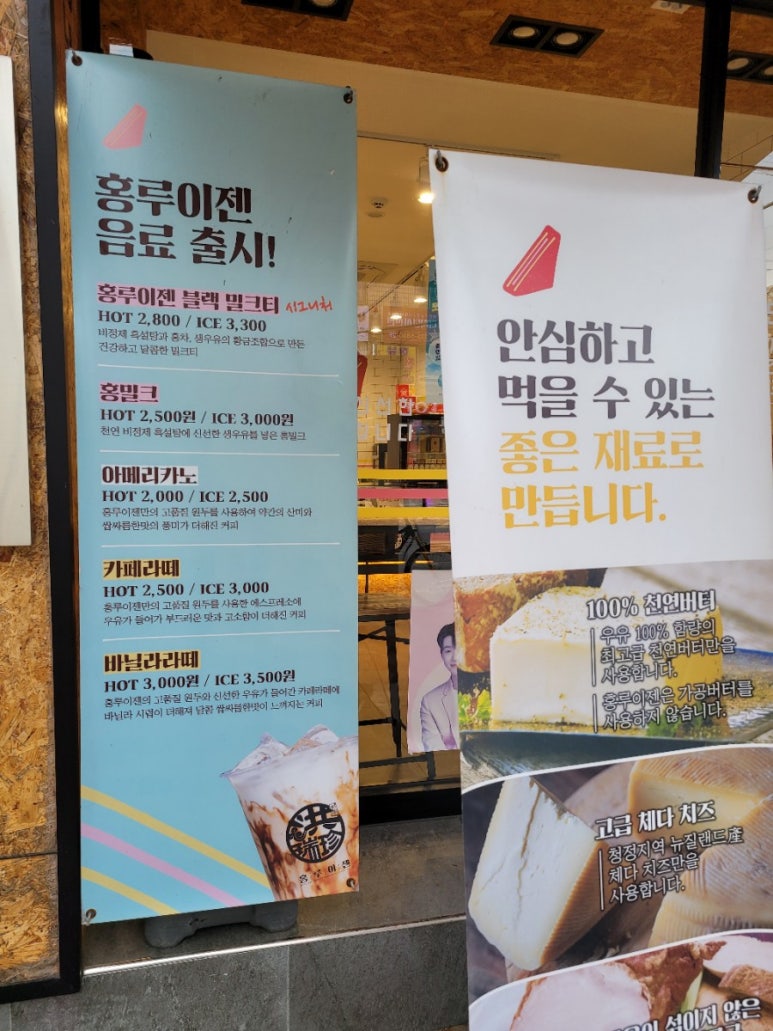 홍루이젠
음료 출시!
홍루이젠 블랙 밀크티 시그니처
HOT 2,800 / ICE 3,300
비정제 흑설탕과 홍차, 생우유의 황금조합으로 만든
건강하고 달콤한 밀크티
홍밀크
HOT 2,500원 / ICE 3,000원
천연 비정제 흑설탕에 신선한 생우유를 넣은 홍밀크
아메리카노
HOT 2,000 / ICE 2,500
홍루이젠만의 고품질 원두를 사용하여 약간의 산미와
쌉싸름한맛의 풍미가 더해진 커피
카페라떼
HOT 2,500 / ICE 3,000
홍루이젠만의 고품질 원두를 사용한 에스프레소에
우유가 들어가 부드러운 맛과 고소함이 더해진 커피
바닐라라떼
HOT 3,000원 / ICE 3,500원
홍루이젠의 고품질 원두와 신선한 우유가 들어간 카페라떼에
바닐라 시럽이 더해져 달콤 쌉싸름한맛이 느껴지는 커피
洪瑞珍
홍루이젠
안심하고
먹을 수 있는
좋은 재료로
만듭니다.
100% 천연버터
우유 100% 함량의
최고급 천연버터만을
사용합니다.
홍루이젠은 가공버터를
사용하지 않습니다.
고급 체다 치즈
청정지역 뉴질랜드産
체다 치즈만을
사용합니다.
섞이지 않은